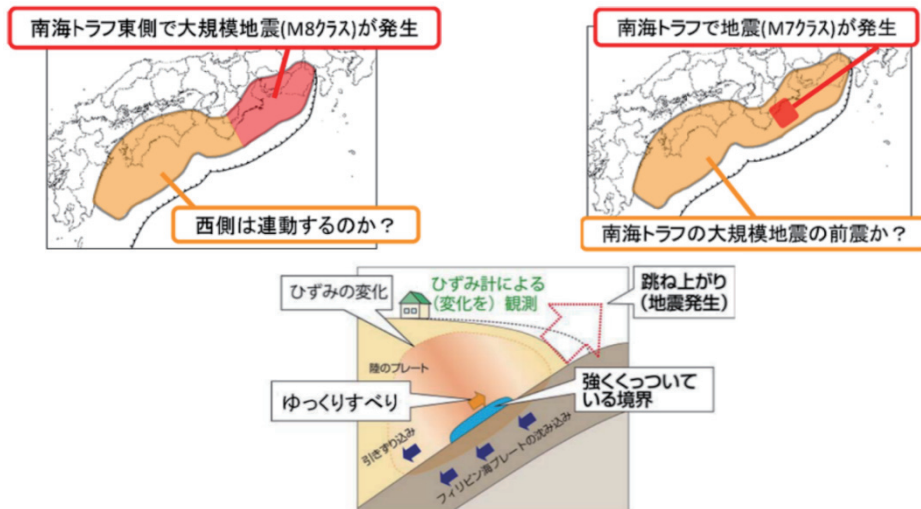 南海トラフ東側で大規模地震(M8クラス)が発生
西側は連動するのか？
南海トラフで地震(M7クラス)が発生
南海トラフの大規模地震の前震か？
ひずみの変化
ひずみ計による
(変化を)観測
跳ね上がり
(地震発生)
陸のプレート
ゆっくりすべり
強くくっついて
いる境界
引きずり込み
フィリピン海プレートの沈み込み